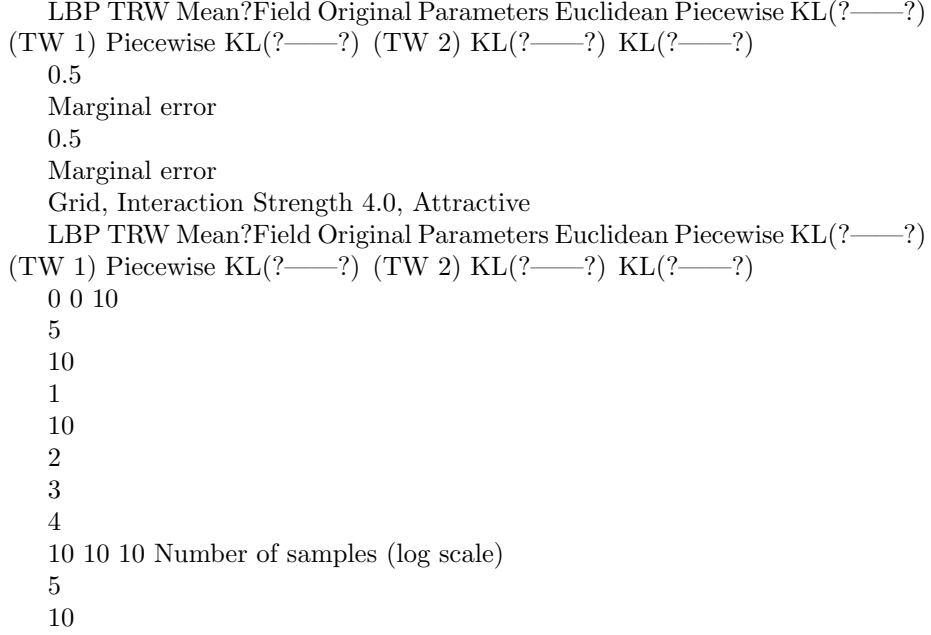 LBP TRW Mean?Field Original Parameters Euclidean Piecewise KL(?——?)
(TW 1) Piecewise KL(?——?) (TW 2) KL(?——?) KL(?——?)
0.5
Marginal error
0.5
Marginal error
Grid, Interaction Strength 4.0, Attractive
LBP TRW Mean?Field Original Parameters Euclidean Piecewise KL(?——?)
(TW 1) Piecewise KL(?——?) (TW 2) KL(?——?) KL(?——?)
0 0 10
5
10
1
10
2
3
4
10 10 10 Number of samples (log scale)
5
10